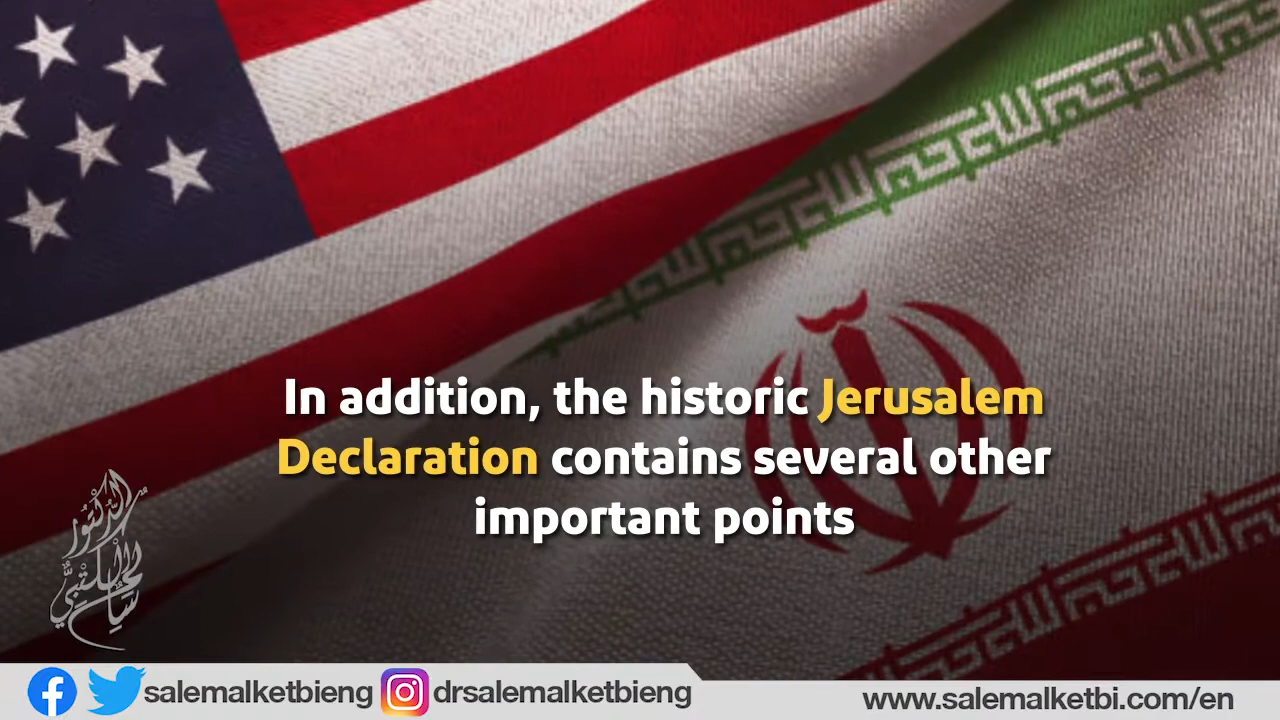 In addition, the historic Jerusalem
Declaration contains several other
important points
salemalketbieng
drsalemalketbieng
www.salemalketbi.com/en